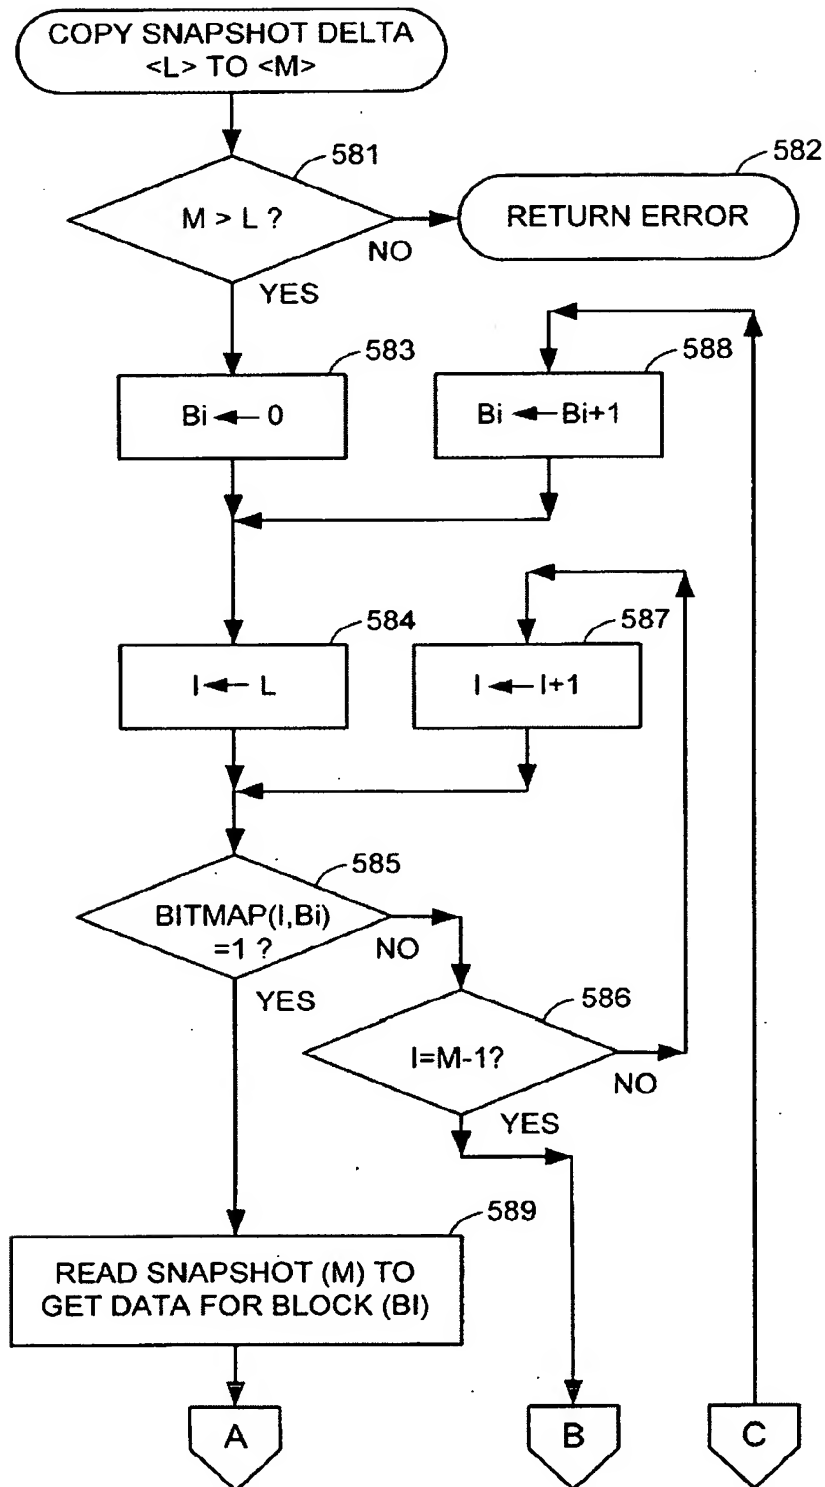 COPY SNAPSHOT DELTA
<L> TO <M>
581
M > L ?
NO
YES
582
RETURN ERROR
583
Bi ← 0
588
Bi ← Bi+1
584
I ← L
587
I ← I+1
585
BITMAP(I,Bi)
=1 ?
NO
YES
586
I=M-1?
NO
YES
589
READ SNAPSHOT (M) TO
GET DATA FOR BLOCK (BI)
A
B
C